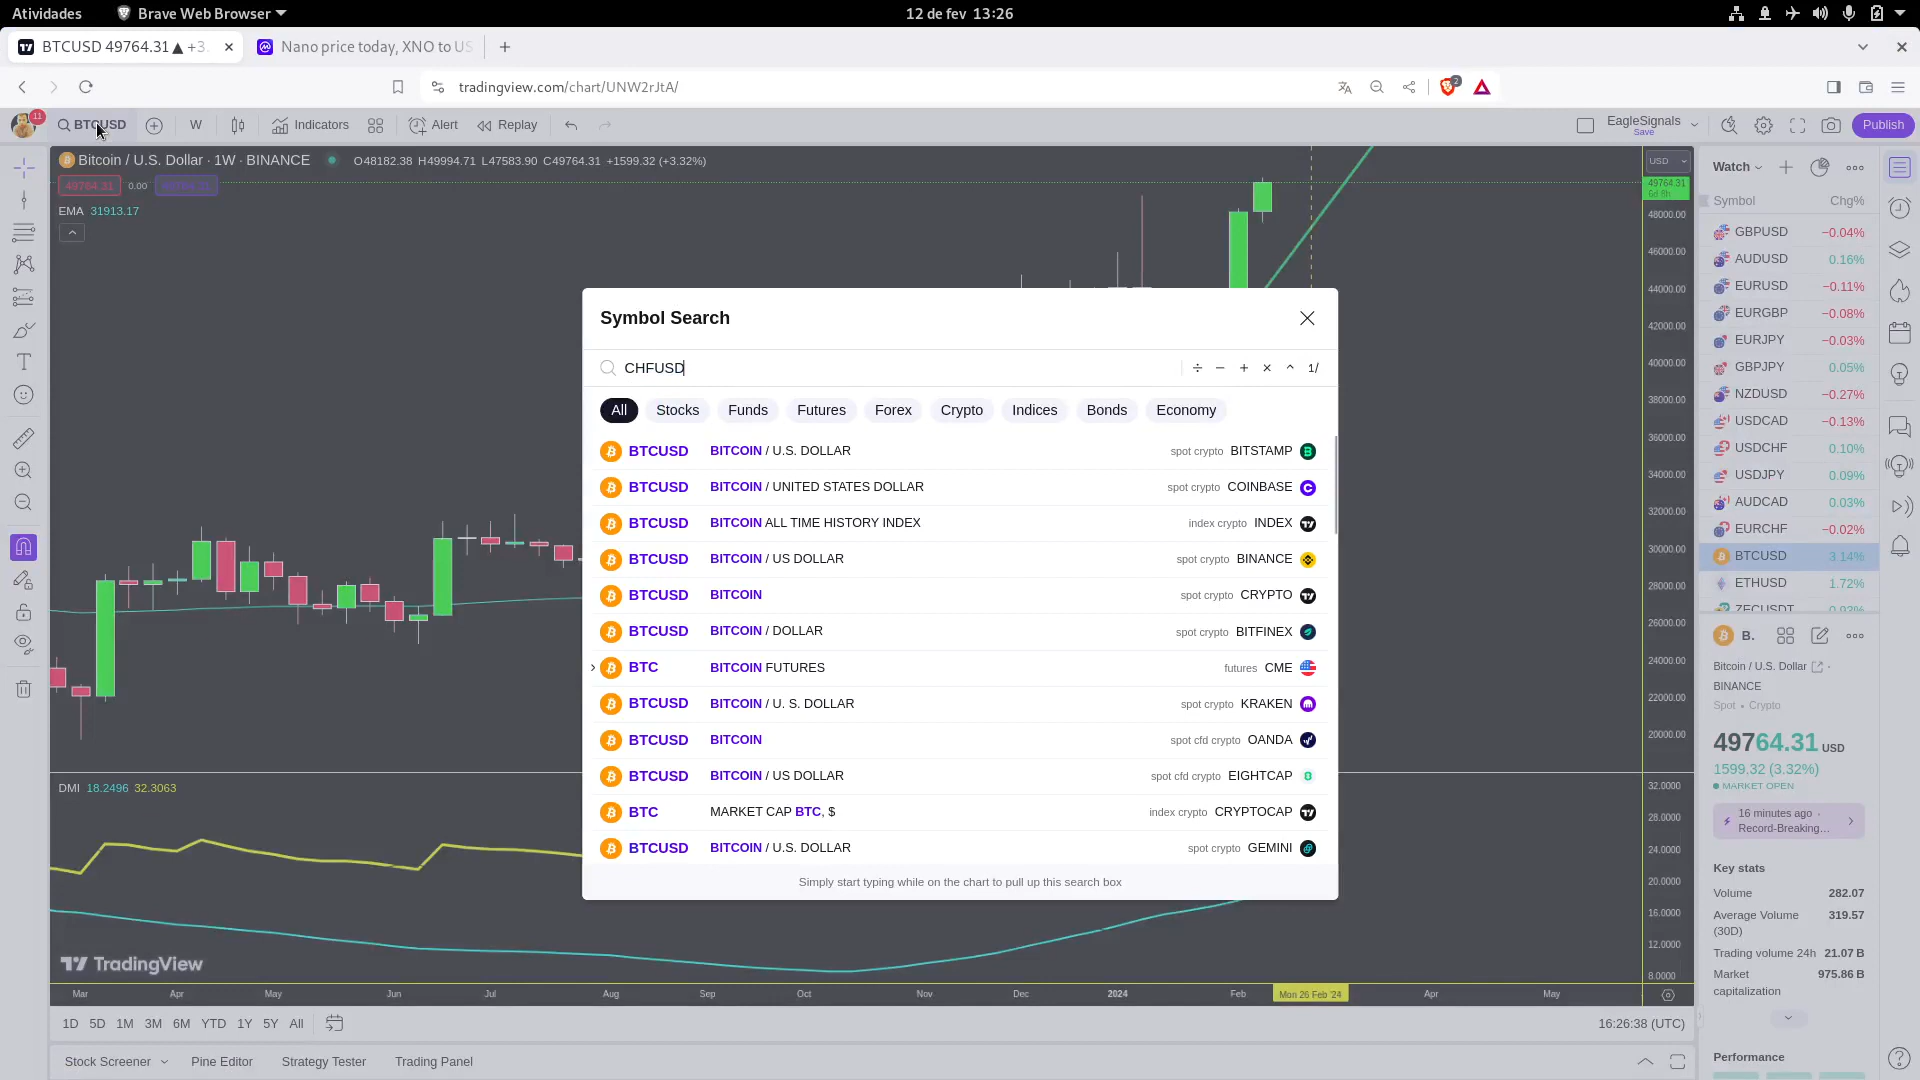 Atividades
Brave Web Browser
12 de fev 13:26
BTCUSD 49764.31 ▲ +3
Nano price today, XNO to US
tradingview.com/chart/UNW2rJtA/
2
11
BTCUSD
W
Indicators
Alert
Replay
EagleSignals
Save
Publish
Bitcoin / U.S. Dollar · 1W · BINANCE
O48182.38 H49994.71 L47583.90 C49764.31 +1599.32 (+3.32%)
49764.31
0.00
49764.31
EMA 31913.17
USD
49764.31
6d 8h
48000.00
46000.00
44000.00
42000.00
40000.00
38000.00
36000.00
34000.00
32000.00
30000.00
28000.00
26000.00
24000.00
22000.00
20000.00
Symbol Search
CHFUSD
÷ − + × ^ 1/
All
Stocks
Funds
Futures
Forex
Crypto
Indices
Bonds
Economy
BTCUSD BITCOIN / U.S. DOLLAR spot crypto BITSTAMP
BTCUSD BITCOIN / UNITED STATES DOLLAR spot crypto COINBASE
BTCUSD BITCOIN ALL TIME HISTORY INDEX index crypto INDEX
BTCUSD BITCOIN / US DOLLAR spot crypto BINANCE
BTCUSD BITCOIN spot crypto CRYPTO
BTCUSD BITCOIN / DOLLAR spot crypto BITFINEX
BTC BITCOIN FUTURES futures CME
BTCUSD BITCOIN / U. S. DOLLAR spot crypto KRAKEN
BTCUSD BITCOIN spot cfd crypto OANDA
BTCUSD BITCOIN / US DOLLAR spot cfd crypto EIGHTCAP
BTC MARKET CAP BTC, $ index crypto CRYPTOCAP
BTCUSD BITCOIN / U.S. DOLLAR spot crypto GEMINI
Simply start typing while on the chart to pull up this search box
DMI 18.2496 32.3063
32.0000
28.0000
24.0000
20.0000
16.0000
12.0000
8.0000
TradingView
Mar
Apr
May
Jun
Jul
Aug
Sep
Oct
Nov
Dec
2024
Feb
Mon 26 Feb '24
Apr
May
1D
5D
1M
3M
6M
YTD
1Y
5Y
All
16:26:38 (UTC)
Stock Screener
Pine Editor
Strategy Tester
Trading Panel
Watch
Symbol Chg%
GBPUSD −0.04%
AUDUSD 0.16%
EURUSD −0.11%
EURGBP −0.08%
EURJPY −0.03%
GBPJPY 0.05%
NZDUSD −0.27%
USDCAD −0.13%
USDCHF 0.10%
USDJPY 0.09%
AUDCAD 0.03%
EURCHF −0.02%
BTCUSD 3.14%
ETHUSD 1.72%
ZECUSDT 0.93%
B.
Bitcoin / U.S. Dollar
BINANCE
Spot • Crypto
49764.31 USD
1599.32 (3.32%)
MARKET OPEN
16 minutes ago ·
Record-Breaking…
Key stats
Volume 282.07
Average Volume 319.57
(30D)
Trading volume 24h 21.07 B
Market 975.86 B
capitalization
Performance